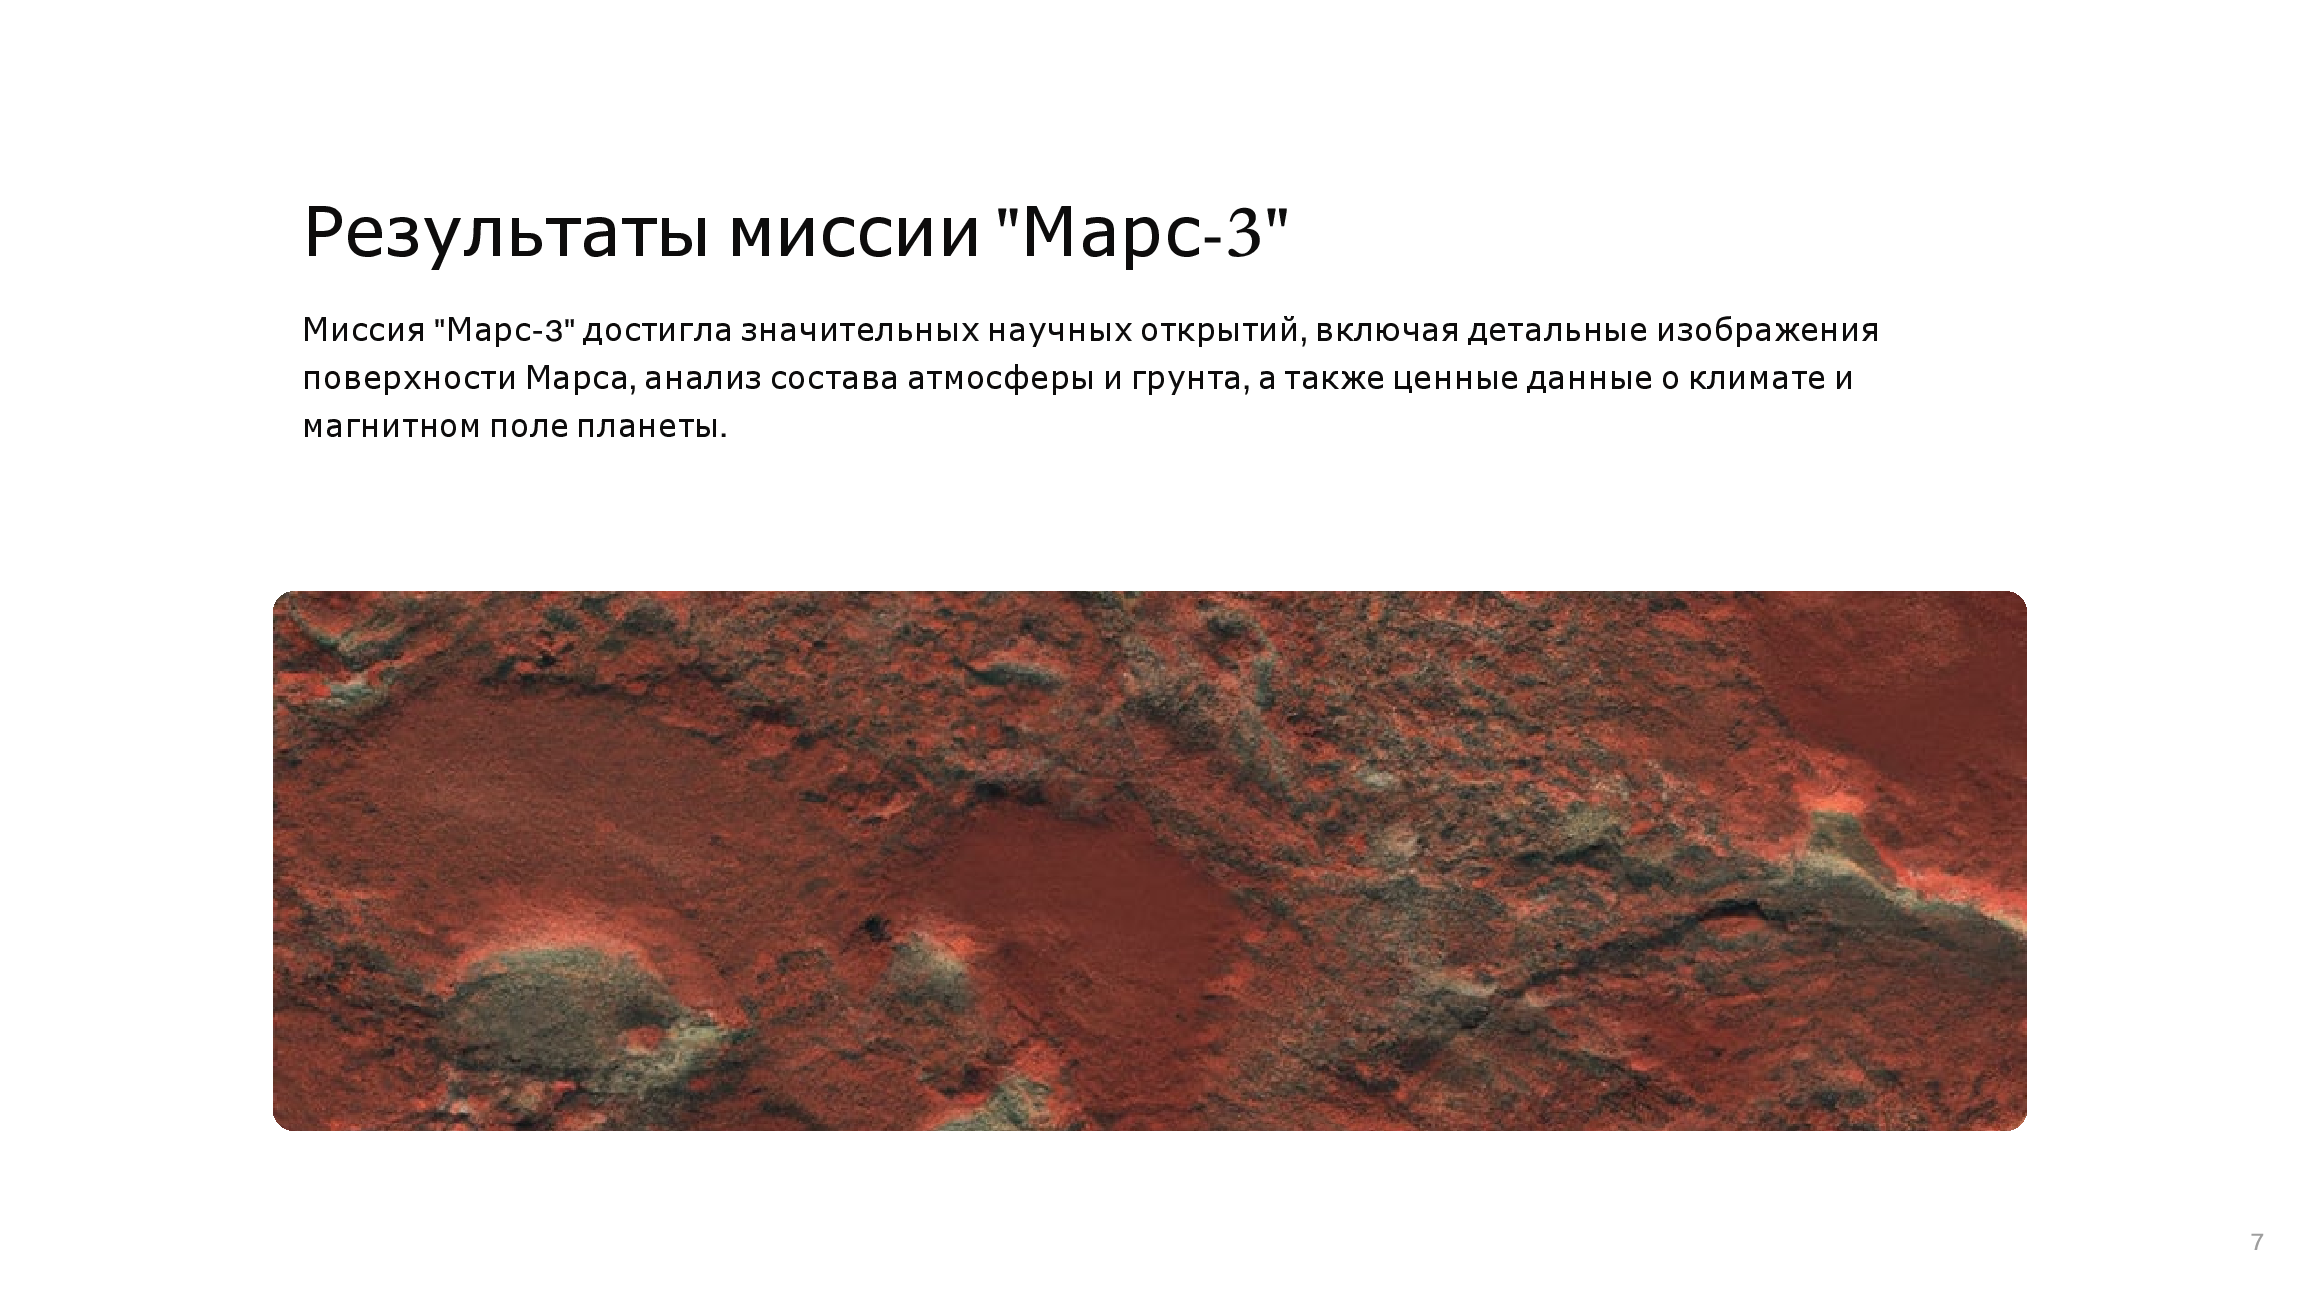 Результаты миссии "Марс-3"
Миссия "Марс-3" достигла значительных научных открытий, включая детальные изображения
поверхности Марса, анализ состава атмосферы и грунта, а также ценные данные о климате и
магнитном поле планеты.
7